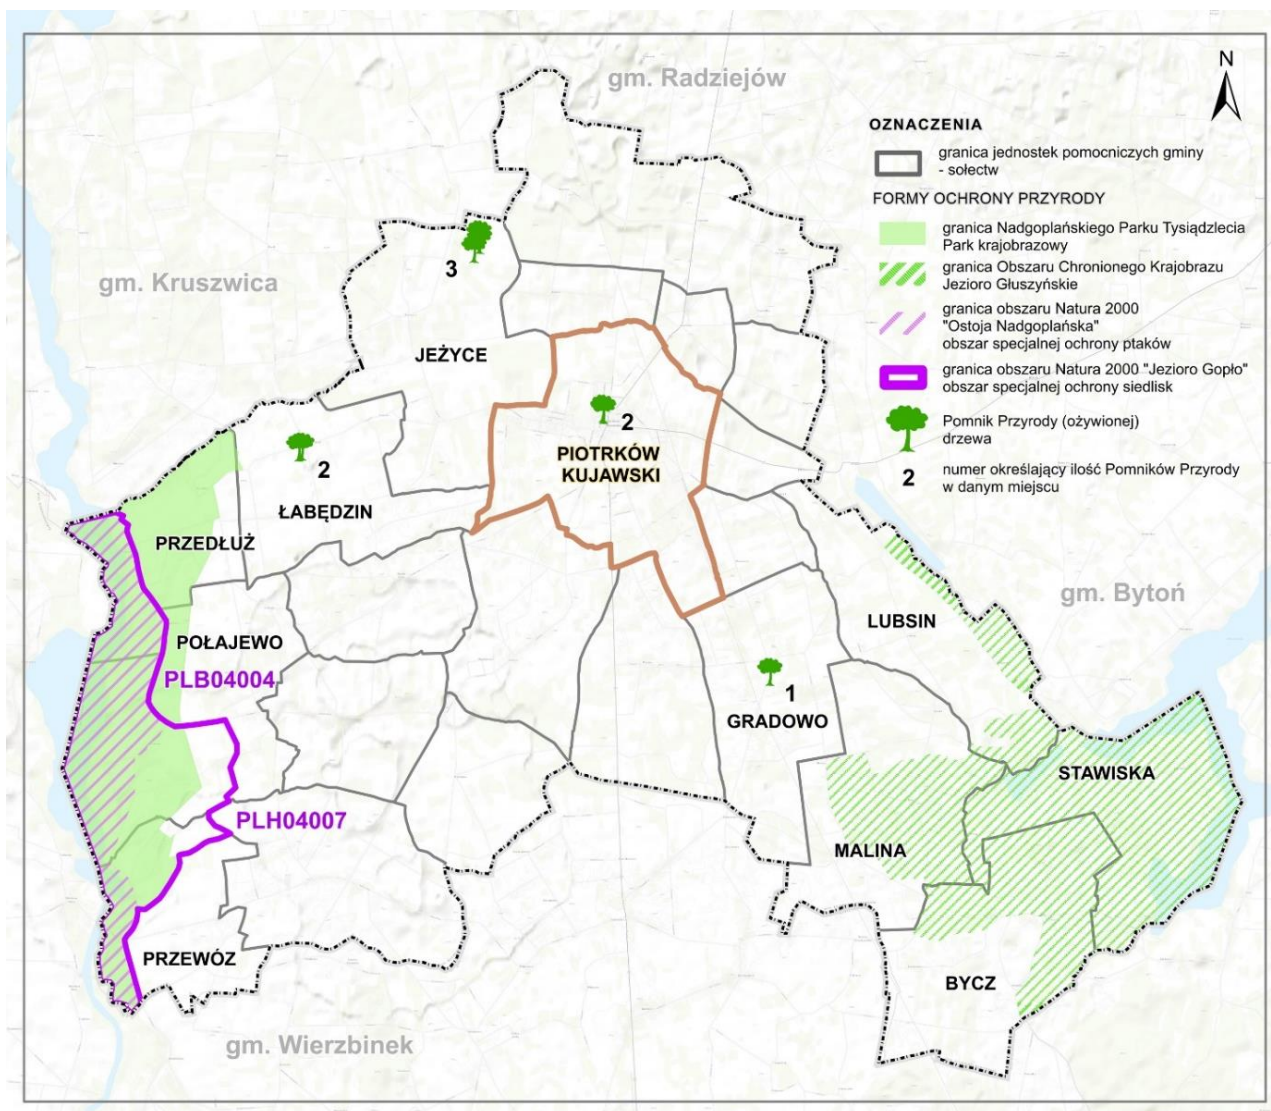 gm. Radziejów
N
OZNACZENIA
granica jednostek pomocniczych gminy
- sołectw
FORMY OCHRONY PRZYRODY
granica Nadgoplańskiego Parku Tysiądzlecia
Park krajobrazowy
granica Obszaru Chronionego Krajobrazu
Jezioro Głuszyńskie
granica obszaru Natura 2000
"Ostoja Nadgoplańska"
obszar specjalnej ochrony ptaków
granica obszaru Natura 2000 "Jezioro Gopło"
obszar specjalnej ochrony siedlisk
Pomnik Przyrody (ożywionej)
drzewa
2
numer określający ilość Pomników Przyrody
w danym miejscu
gm. Kruszwica
3
JEŻYCE
2
PIOTRKÓW
KUJAWSKI
2
ŁABĘDZIN
PRZEDŁUŻ
gm. Bytoń
LUBSIN
POŁAJEWO
PLB04004
1
GRADOWO
STAWISKA
PLH04007
MALINA
PRZEWÓZ
BYCZ
gm. Wierzbinek